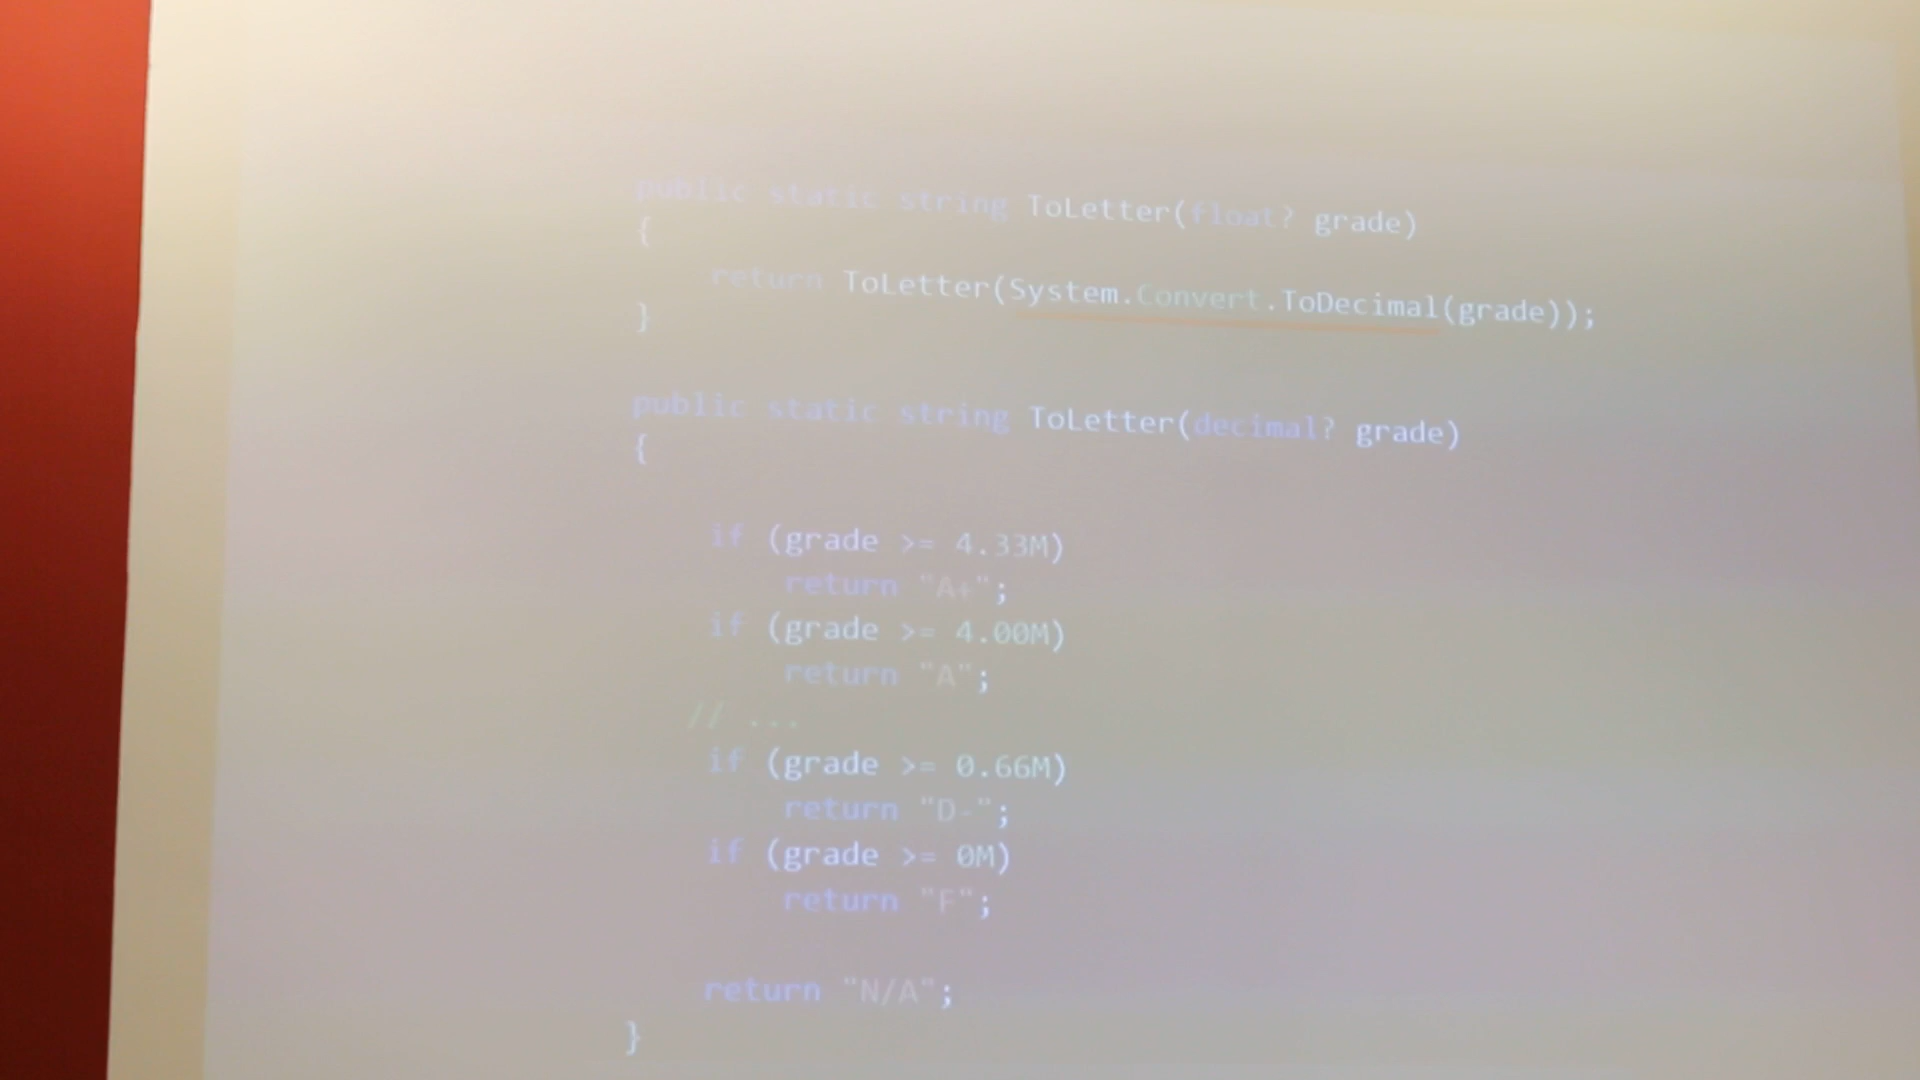 public static string ToLetter(float? grade)
{
return ToLetter(System.Convert.ToDecimal(grade));
}
public static string ToLetter(decimal? grade)
{
if (grade >= 4.33M)
return "A+";
if (grade >= 4.00M)
return "A";
// ...
if (grade >= 0.66M)
return "D-";
if (grade >= 0M)
return "F";
return "N/A";
}